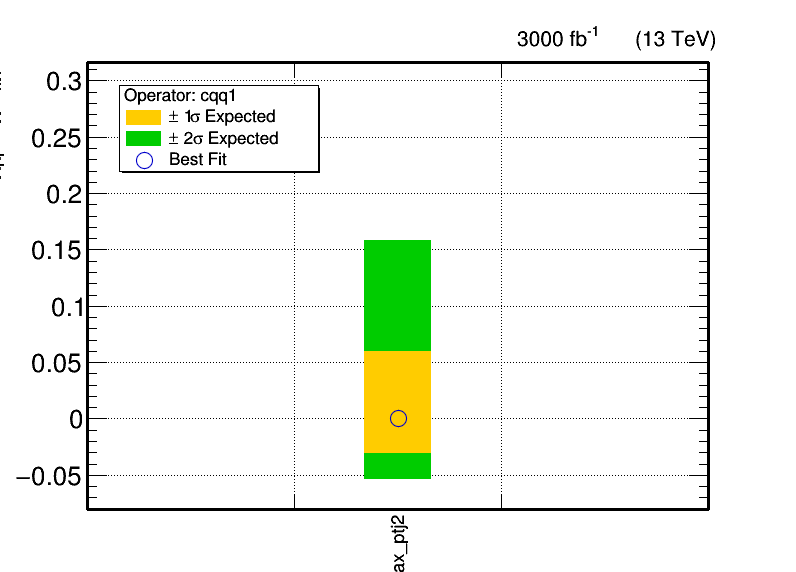 3000 fb-1 (13 TeV)
0.3
0.25
0.2
0.15
0.1
0.05
0
−0.05
Operator: cqq1
± 1σ Expected
± 2σ Expected
Best Fit
ax_ptj2